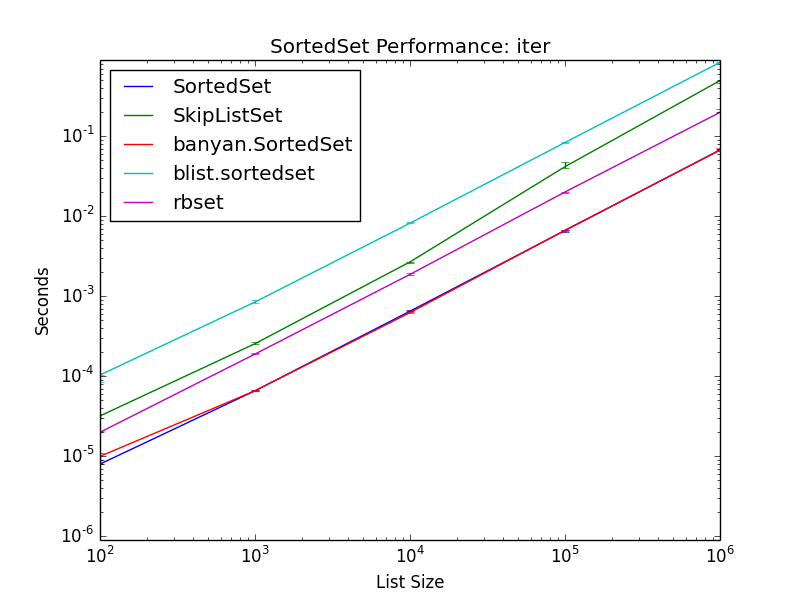 SortedSet Performance: iter
SortedSet
SkipListSet
banyan.SortedSet
blist.sortedset
rbset
10^-1
10^-2
10^-3
10^-4
10^-5
10^-6
Seconds
10^2 10^3 10^4 10^5 10^6
List Size